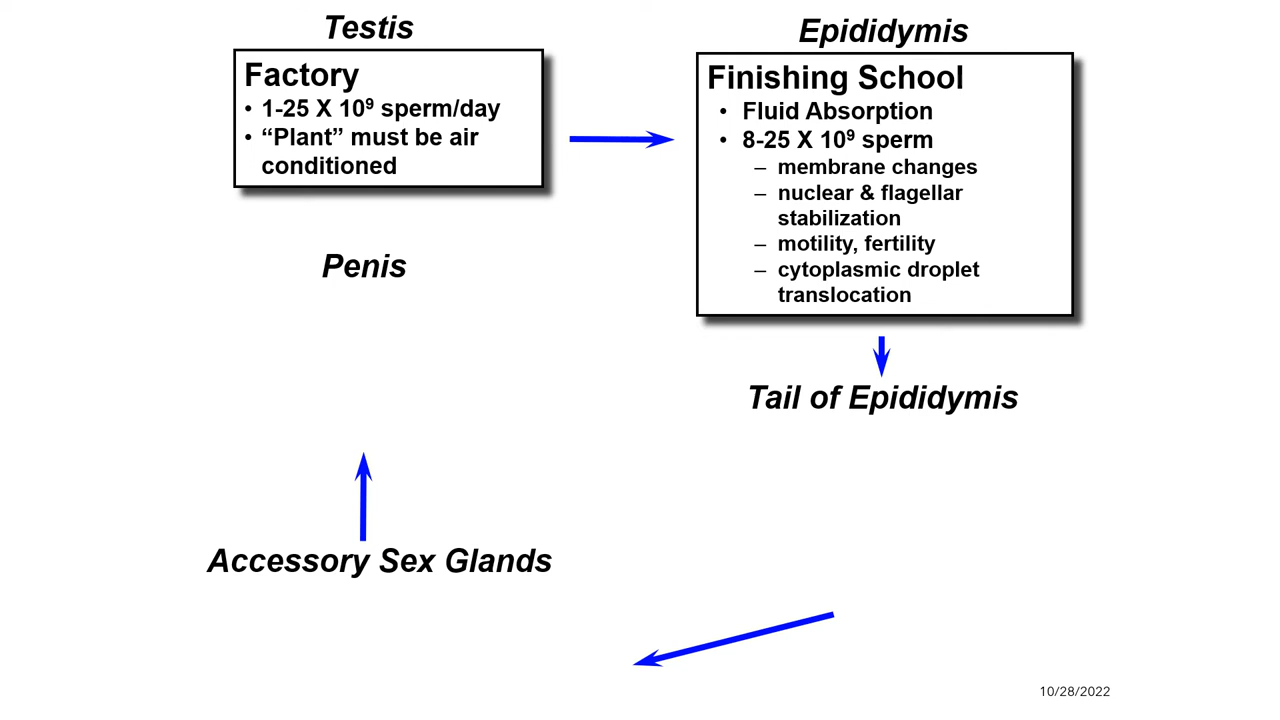 Testis
Factory
• 1-25 X 10⁹ sperm/day
• “Plant” must be air
conditioned
Epididymis
Finishing School
• Fluid Absorption
• 8-25 X 10⁹ sperm
– membrane changes
– nuclear & flagellar
stabilization
– motility, fertility
– cytoplasmic droplet
translocation
Penis
Tail of Epididymis
Accessory Sex Glands
10/28/2022